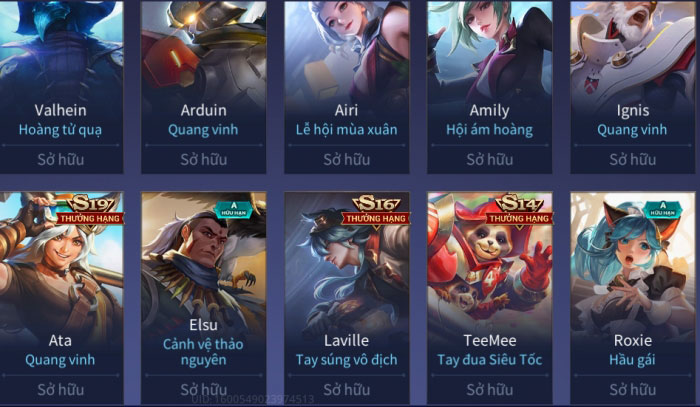 Valhein Arduin Airi Amily Ignis
Hoàng tử quạ Quang vinh Lễ hội mùa xuân Hội ám hoàng Quang vinh
Sở hữu Sở hữu Sở hữu Sở hữu Sở hữu
S19 A S16 S14 A
THƯỞNG HẠNG HỮU HẠN THƯỞNG HẠNG THƯỞNG HẠNG HỮU HẠN
Ata Elsu Laville TeeMee Roxie
Quang vinh Cảnh vệ thảo nguyên Tay súng vô địch Tay đua Siêu Tốc Hầu gái
Sở hữu Sở hữu Sở hữu Sở hữu Sở hữu
UID: 1600549023974513